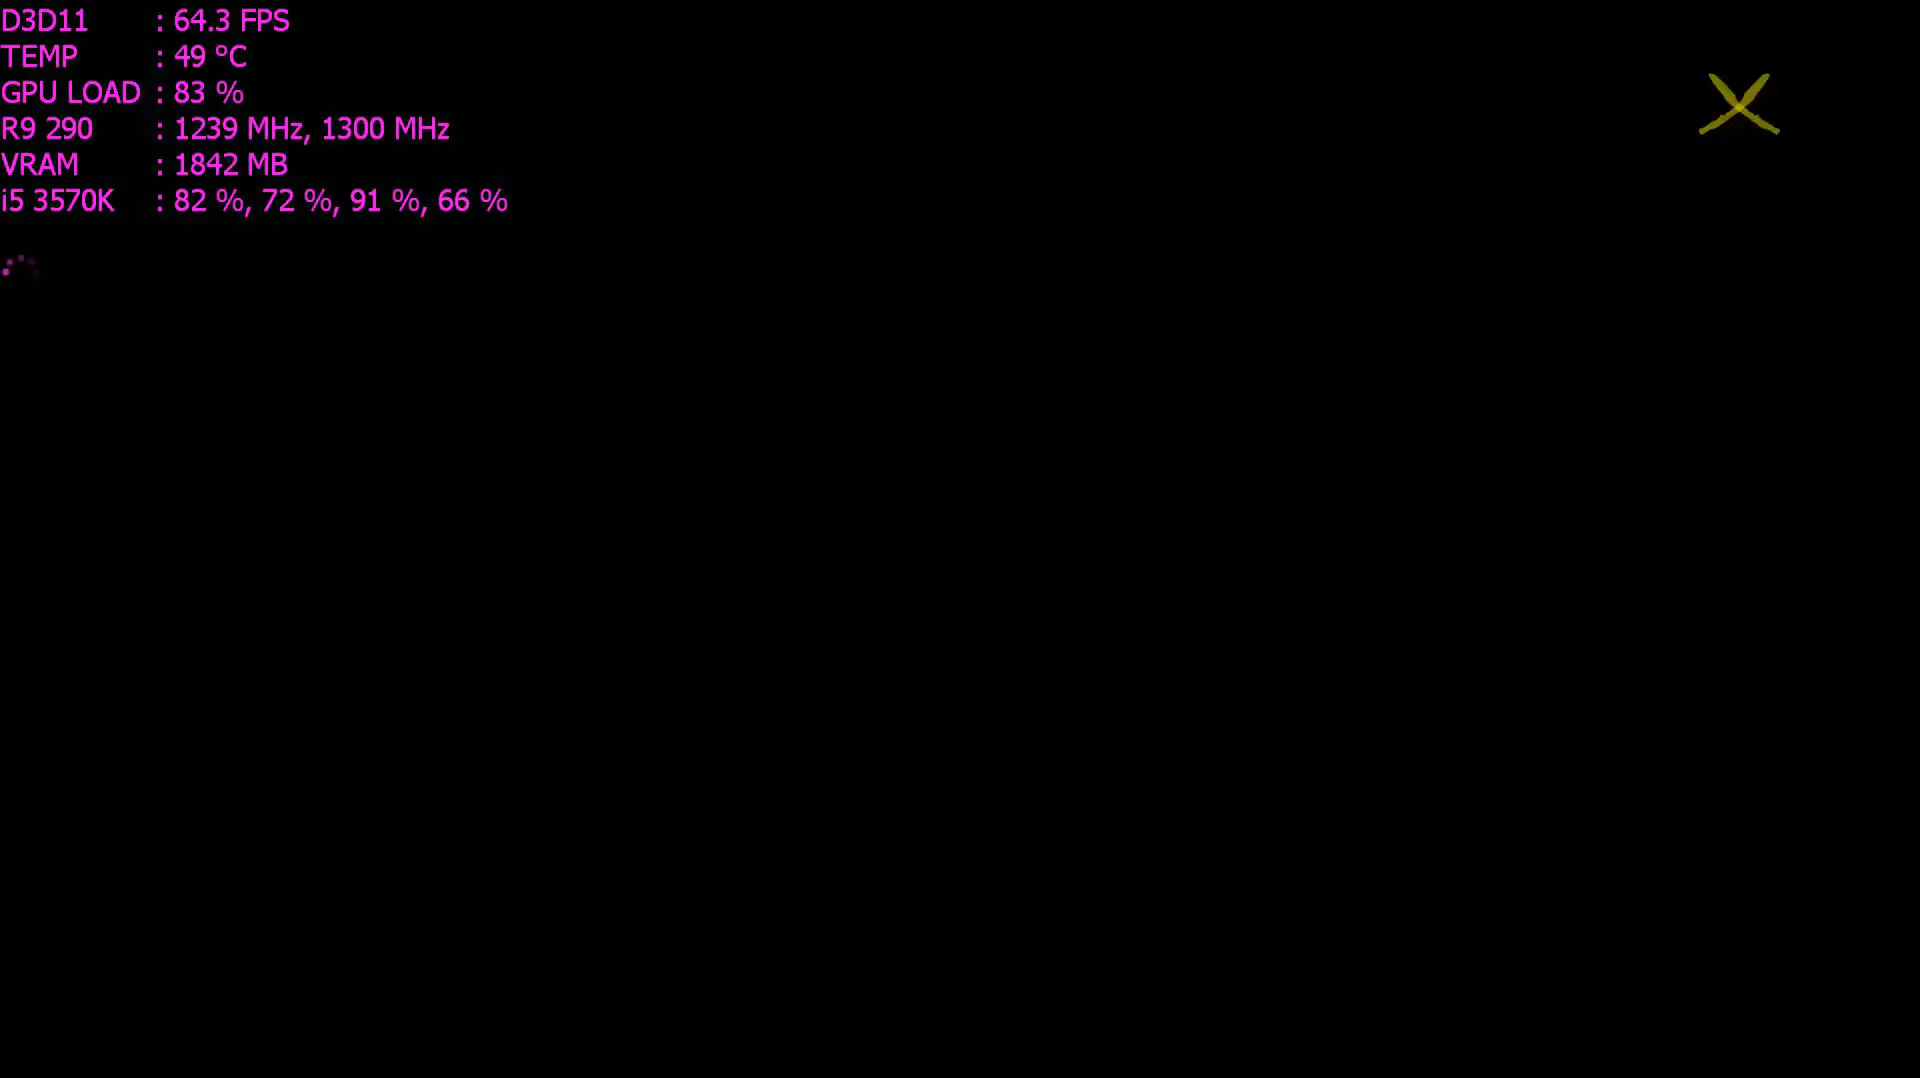 D3D11 : 64.3 FPS
TEMP : 49 °C
GPU LOAD : 83 %
R9 290 : 1239 MHz, 1300 MHz
VRAM : 1842 MB
i5 3570K : 82 %, 72 %, 91 %, 66 %